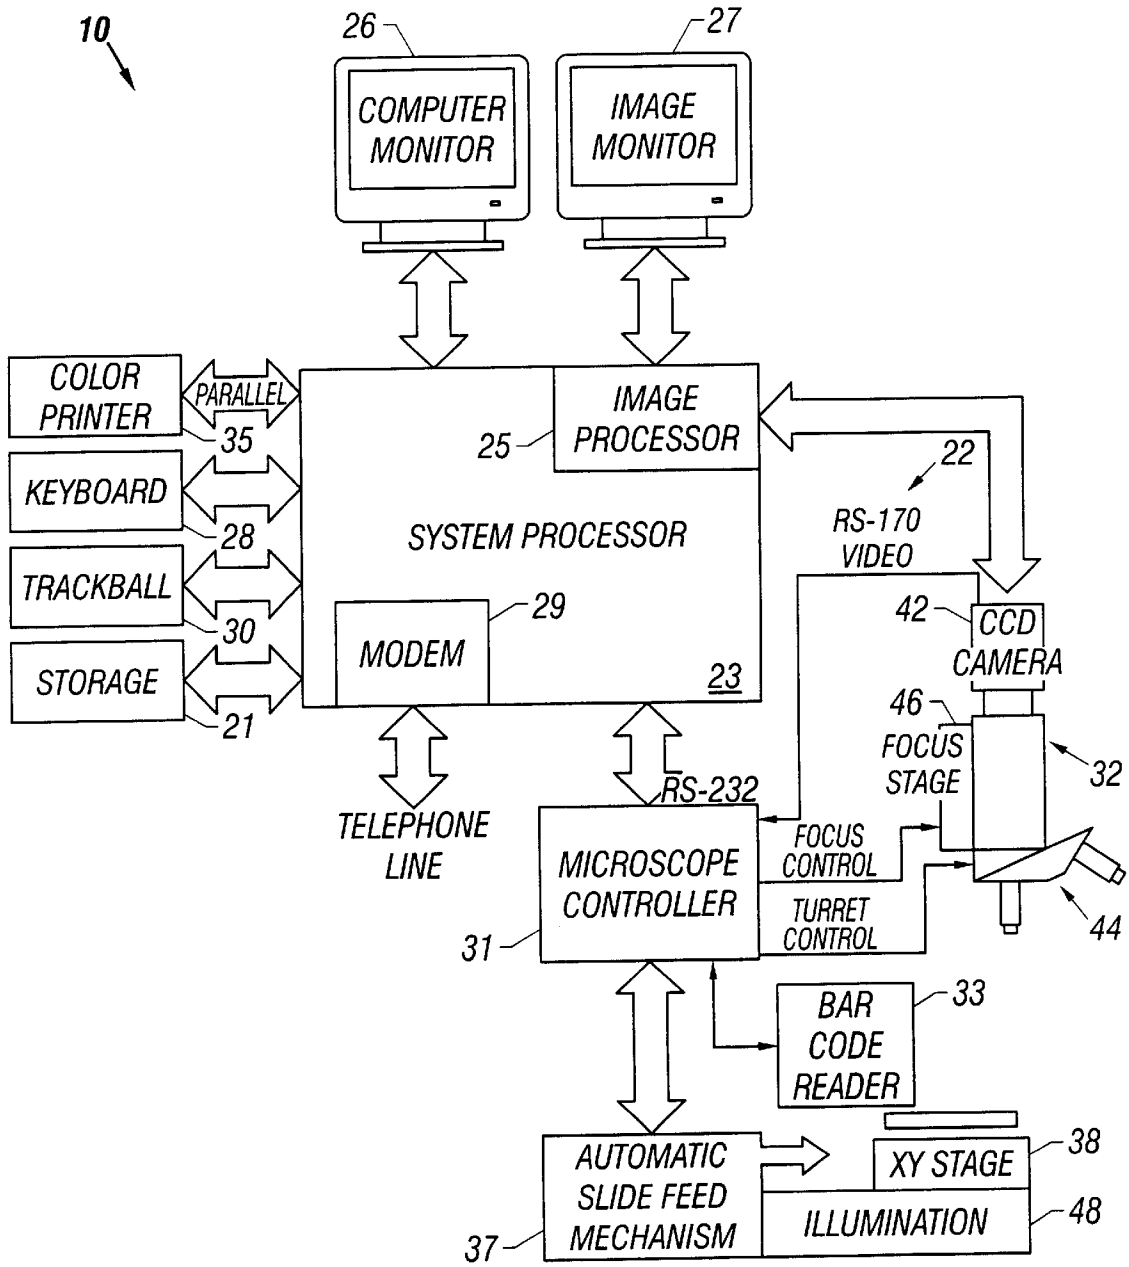 10
26
27
COMPUTER
MONITOR
IMAGE
MONITOR
COLOR
PRINTER
PARALLEL
35
IMAGE
PROCESSOR
25
22
KEYBOARD
28
SYSTEM PROCESSOR
RS-170
VIDEO
TRACKBALL
30
29
MODEM
42
CCD
CAMERA
STORAGE
21
23
46
FOCUS
STAGE
32
RS-232
TELEPHONE
LINE
MICROSCOPE
CONTROLLER
31
FOCUS
CONTROL
TURRET
CONTROL
44
BAR
CODE
READER
33
AUTOMATIC
SLIDE FEED
MECHANISM
37
XY STAGE
38
ILLUMINATION
48